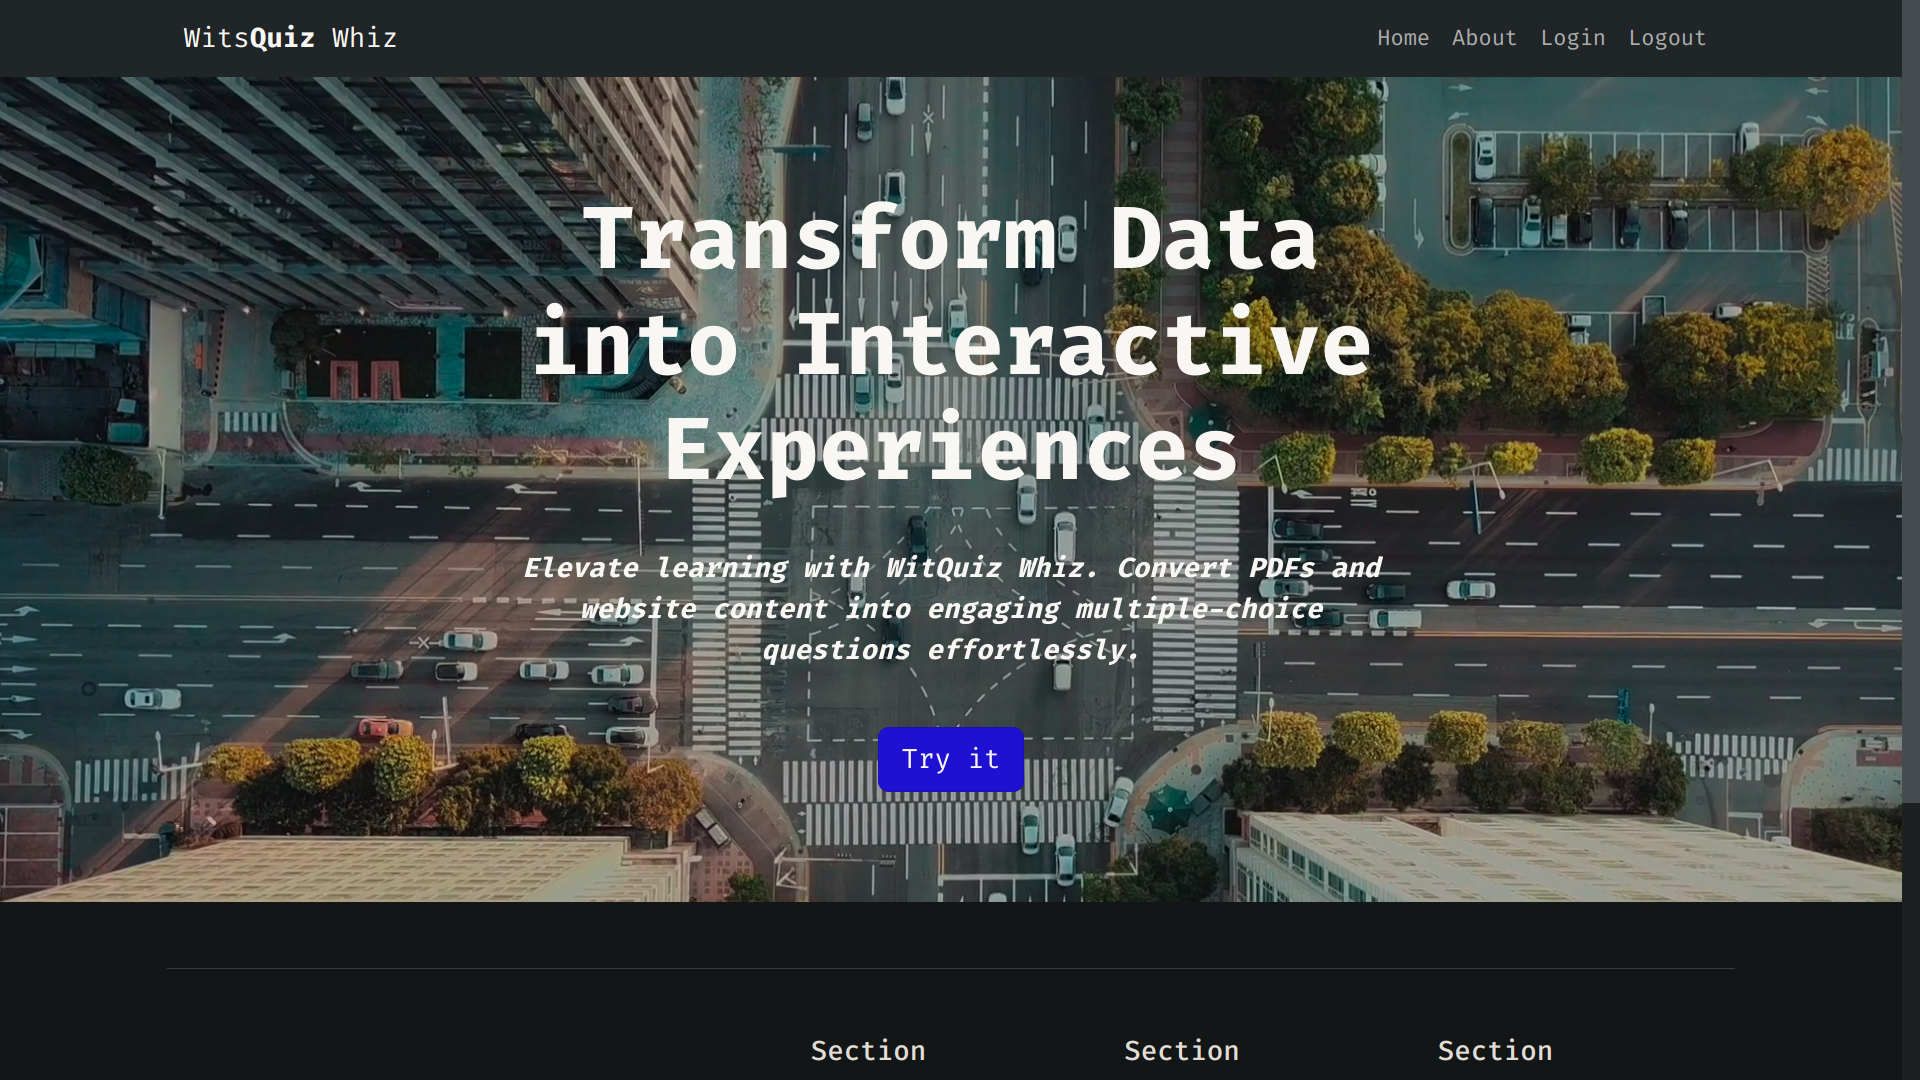 WitsQuiz Whiz
Home About Login Logout
Transform Data
into Interactive
Experiences
Elevate learning with WitQuiz Whiz. Convert PDFs and
website content into engaging multiple-choice
questions effortlessly.
Try it
Section Section Section